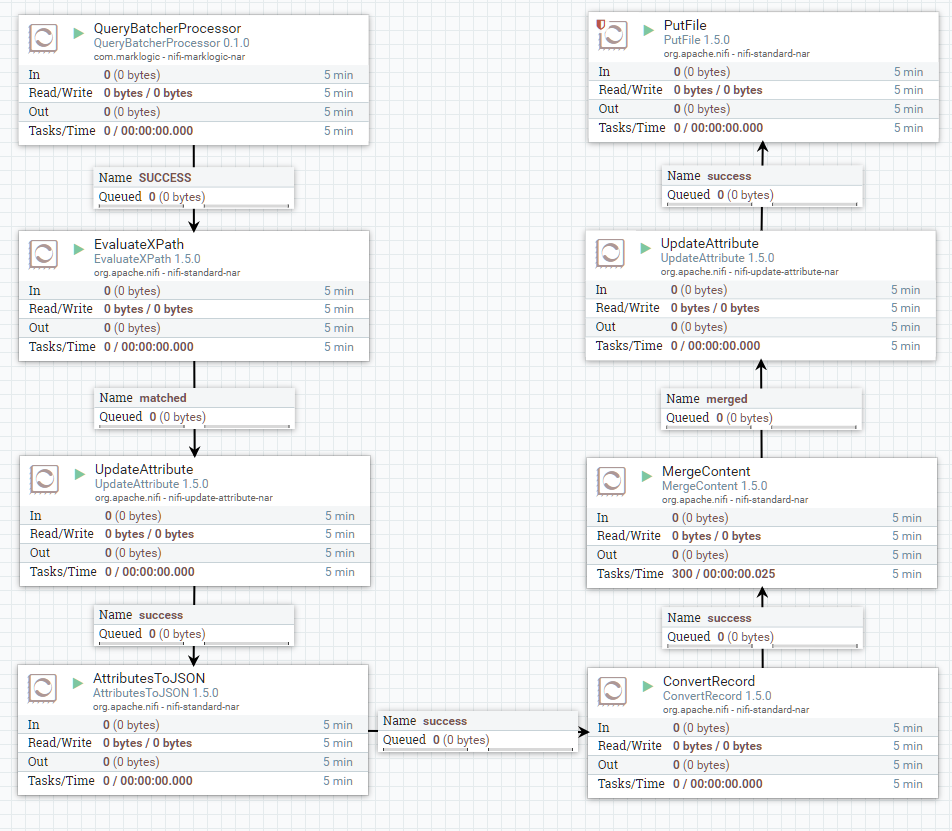 QueryBatcherProcessor
QueryBatcherProcessor 0.1.0
com.marklogic - nifi-marklogic-nar
In 0 (0 bytes) 5 min
Read/Write 0 bytes / 0 bytes 5 min
Out 0 (0 bytes) 5 min
Tasks/Time 0 / 00:00:00.000 5 min
Name SUCCESS
Queued 0 (0 bytes)
EvaluateXPath
EvaluateXPath 1.5.0
org.apache.nifi - nifi-standard-nar
In 0 (0 bytes) 5 min
Read/Write 0 bytes / 0 bytes 5 min
Out 0 (0 bytes) 5 min
Tasks/Time 0 / 00:00:00.000 5 min
Name matched
Queued 0 (0 bytes)
UpdateAttribute
UpdateAttribute 1.5.0
org.apache.nifi - nifi-update-attribute-nar
In 0 (0 bytes) 5 min
Read/Write 0 bytes / 0 bytes 5 min
Out 0 (0 bytes) 5 min
Tasks/Time 0 / 00:00:00.000 5 min
Name success
Queued 0 (0 bytes)
AttributesToJSON
AttributesToJSON 1.5.0
org.apache.nifi - nifi-standard-nar
In 0 (0 bytes) 5 min
Read/Write 0 bytes / 0 bytes 5 min
Out 0 (0 bytes) 5 min
Tasks/Time 0 / 00:00:00.000 5 min
Name success
Queued 0 (0 bytes)
ConvertRecord
ConvertRecord 1.5.0
org.apache.nifi - nifi-standard-nar
In 0 (0 bytes) 5 min
Read/Write 0 bytes / 0 bytes 5 min
Out 0 (0 bytes) 5 min
Tasks/Time 0 / 00:00:00.000 5 min
Name success
Queued 0 (0 bytes)
MergeContent
MergeContent 1.5.0
org.apache.nifi - nifi-standard-nar
In 0 (0 bytes) 5 min
Read/Write 0 bytes / 0 bytes 5 min
Out 0 (0 bytes) 5 min
Tasks/Time 300 / 00:00:00.025 5 min
Name merged
Queued 0 (0 bytes)
UpdateAttribute
UpdateAttribute 1.5.0
org.apache.nifi - nifi-update-attribute-nar
In 0 (0 bytes) 5 min
Read/Write 0 bytes / 0 bytes 5 min
Out 0 (0 bytes) 5 min
Tasks/Time 0 / 00:00:00.000 5 min
Name success
Queued 0 (0 bytes)
PutFile
PutFile 1.5.0
org.apache.nifi - nifi-standard-nar
In 0 (0 bytes) 5 min
Read/Write 0 bytes / 0 bytes 5 min
Out 0 (0 bytes) 5 min
Tasks/Time 0 / 00:00:00.000 5 min